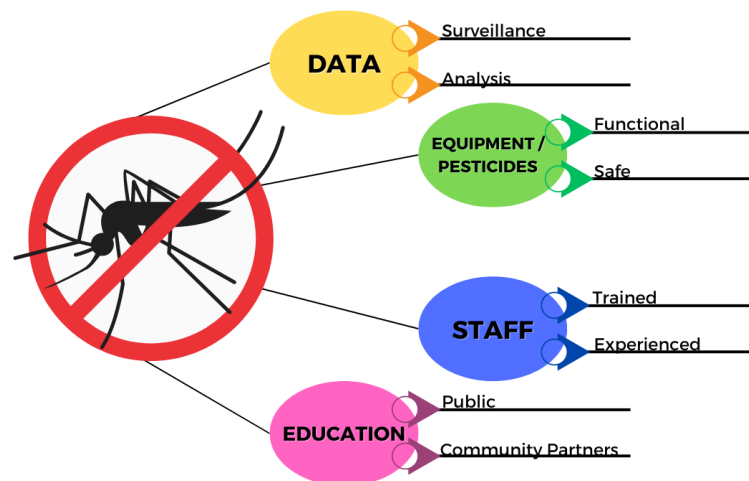 DATA
Surveillance
Analysis
EQUIPMENT /
PESTICIDES
Functional
Safe
STAFF
Trained
Experienced
EDUCATION
Public
Community Partners